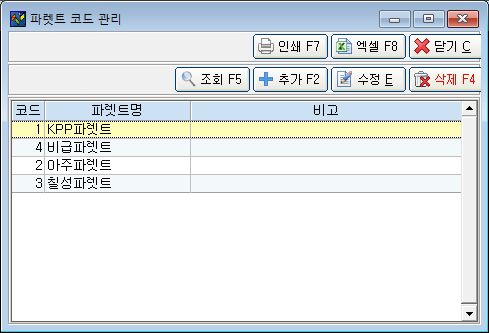 파렛트 코드 관리
인쇄 F7 엑셀 F8 닫기 C
조회 F5 추가 F2 수정 E 삭제 F4
코드 파렛트명 비고
1 KPP파렛트
4 비급파렛트
2 아주파렛트
3 칠성파렛트